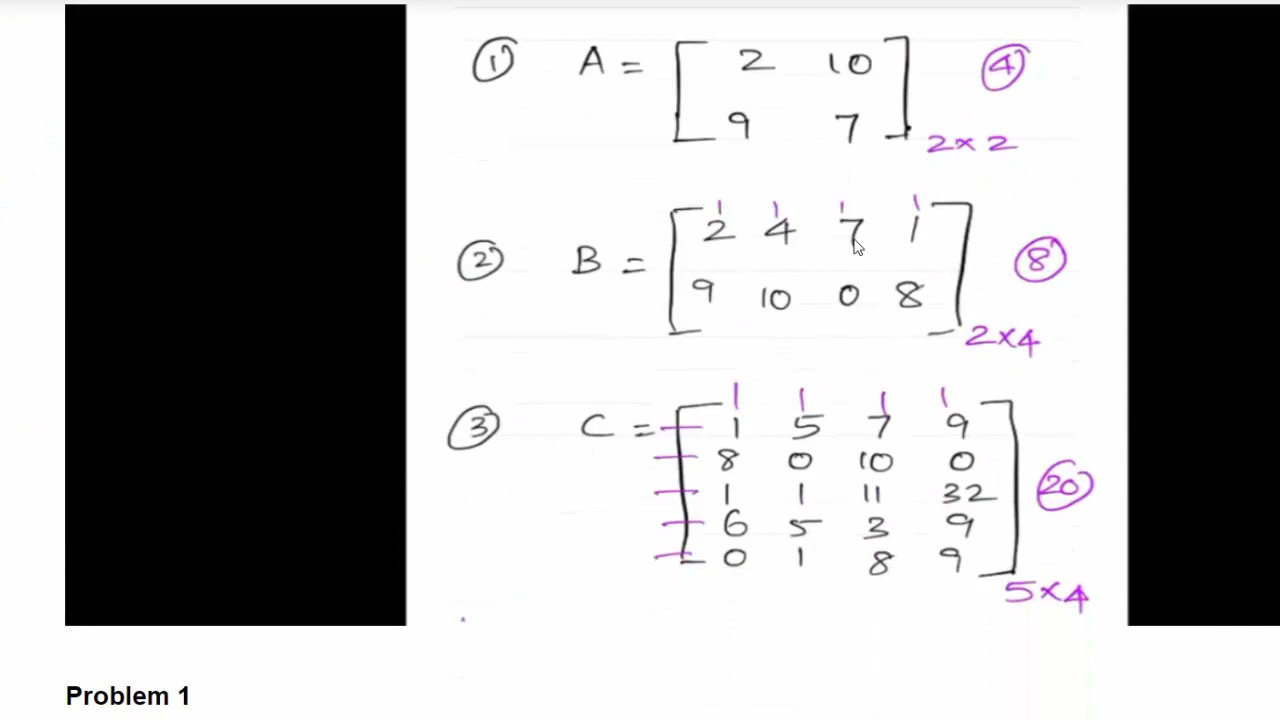 ① A = [ 2 10 ④
9 7 ] 2×2
② B = [ 2 4 7 1 ⑧
9 10 0 8 ] 2×4
③ C = [ 1 5 7 9
8 0 10 0
1 1 11 32 ⑳
6 5 3 9
0 1 8 9 ] 5×4
Problem 1